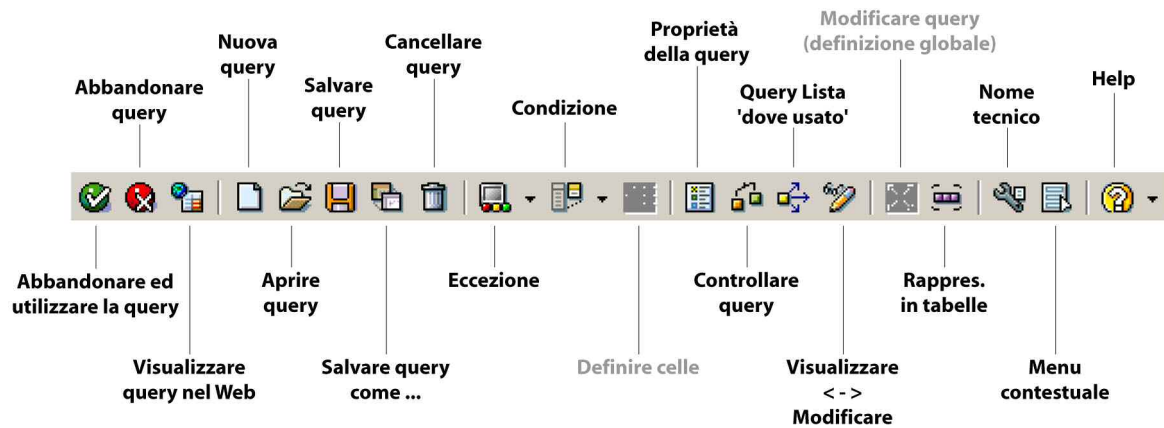 Modificare query
(definizione globale)
Proprietà
della query
Nuova
query
Cancellare
query
Abbandonare
query
Salvare
query
Condizione
Query Lista
'dove usato'
Nome
tecnico
Help
Abbandonare ed
utilizzare la query
Aprire
query
Eccezione
Controllare
query
Rappres.
in tabelle
Visualizzare
query nel Web
Salvare query
come ...
Definire celle
Visualizzare
< - >
Modificare
Menu
contestuale